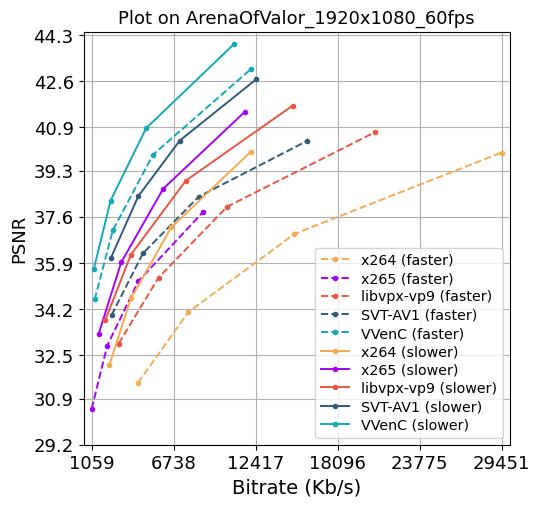 Plot on ArenaOfValor_1920x1080_60fps
44.3
42.6
40.9
39.3
37.6
35.9
34.2
32.5
30.9
29.2
PSNR
x264 (faster)
x265 (faster)
libvpx-vp9 (faster)
SVT-AV1 (faster)
VVenC (faster)
x264 (slower)
x265 (slower)
libvpx-vp9 (slower)
SVT-AV1 (slower)
VVenC (slower)
1059 6738 12417 18096 23775 29451
Bitrate (Kb/s)